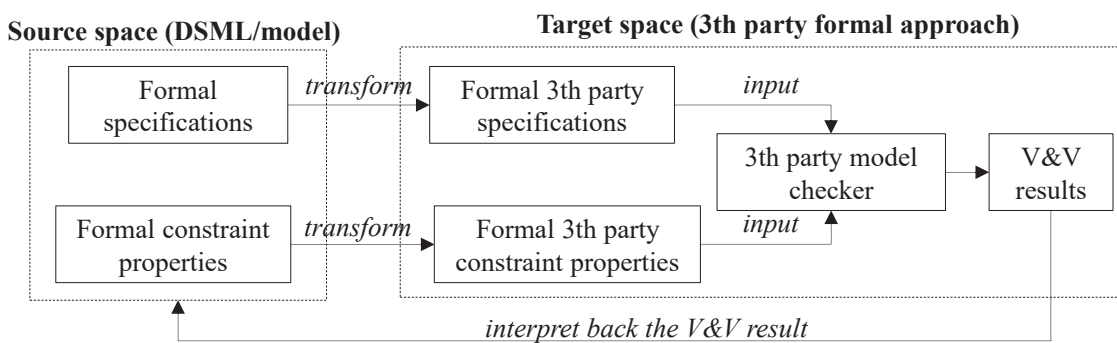 Source space (DSML/model)
Target space (3th party formal approach)
Formal
specifications
transform
Formal 3th party
specifications
input
3th party model
checker
V&V
results
Formal constraint
properties
transform
Formal 3th party
constraint properties
input
interpret back the V&V result